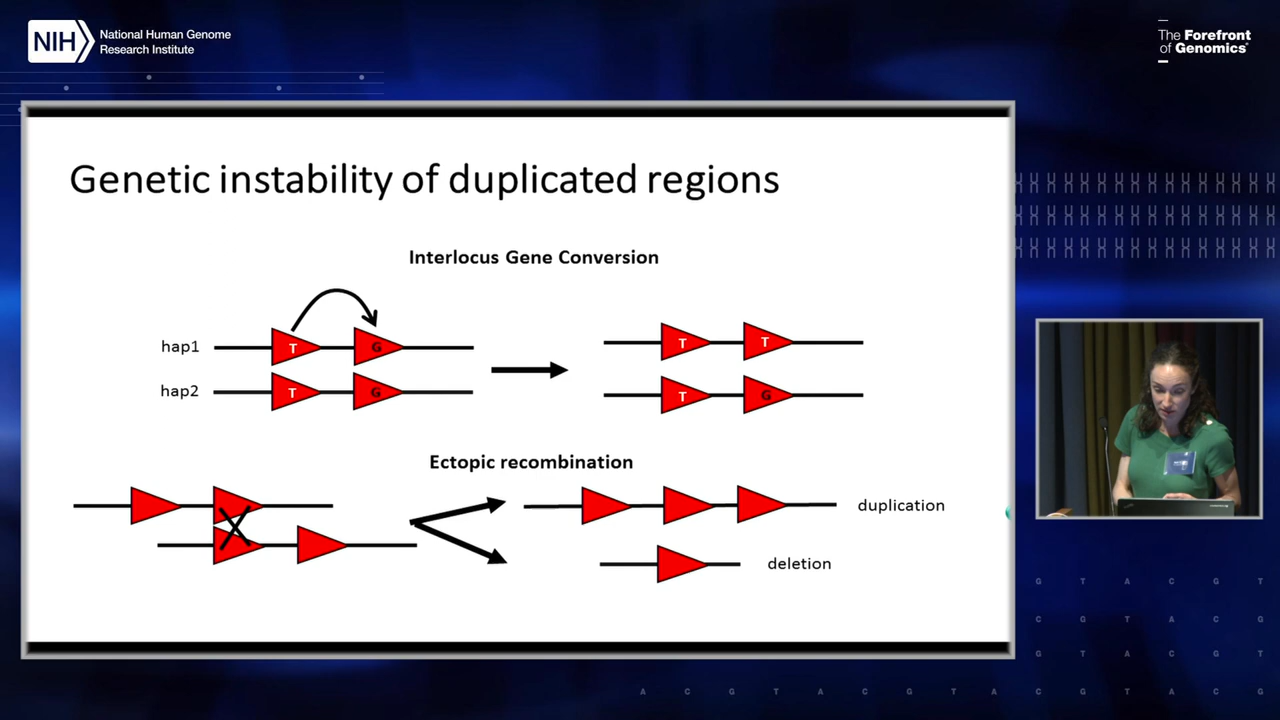 NIH
National Human Genome
Research Institute
The Forefront
of Genomics®
Genetic instability of duplicated regions
Interlocus Gene Conversion
hap1
T
G
T
T
hap2
T
G
T
G
Ectopic recombination
duplication
deletion
G T A C G T
C G T A C G
G T A C G T
A C G T A C G T A C G T A C G